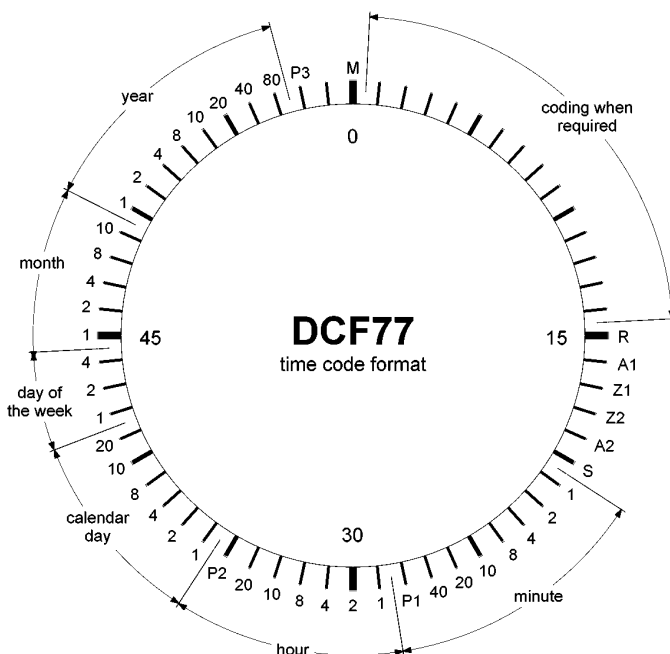 M
0
coding when
required
15
R
A1
Z1
Z2
A2
S
1
2
4
8
10
20
40
P1
minute
30
1
2
4
8
10
20
P2
hour
1
2
4
8
10
20
calendar
day
1
2
4
day of
the week
45
1
2
4
8
10
month
1
2
4
8
10
20
40
80
year
P3
DCF77
time code format